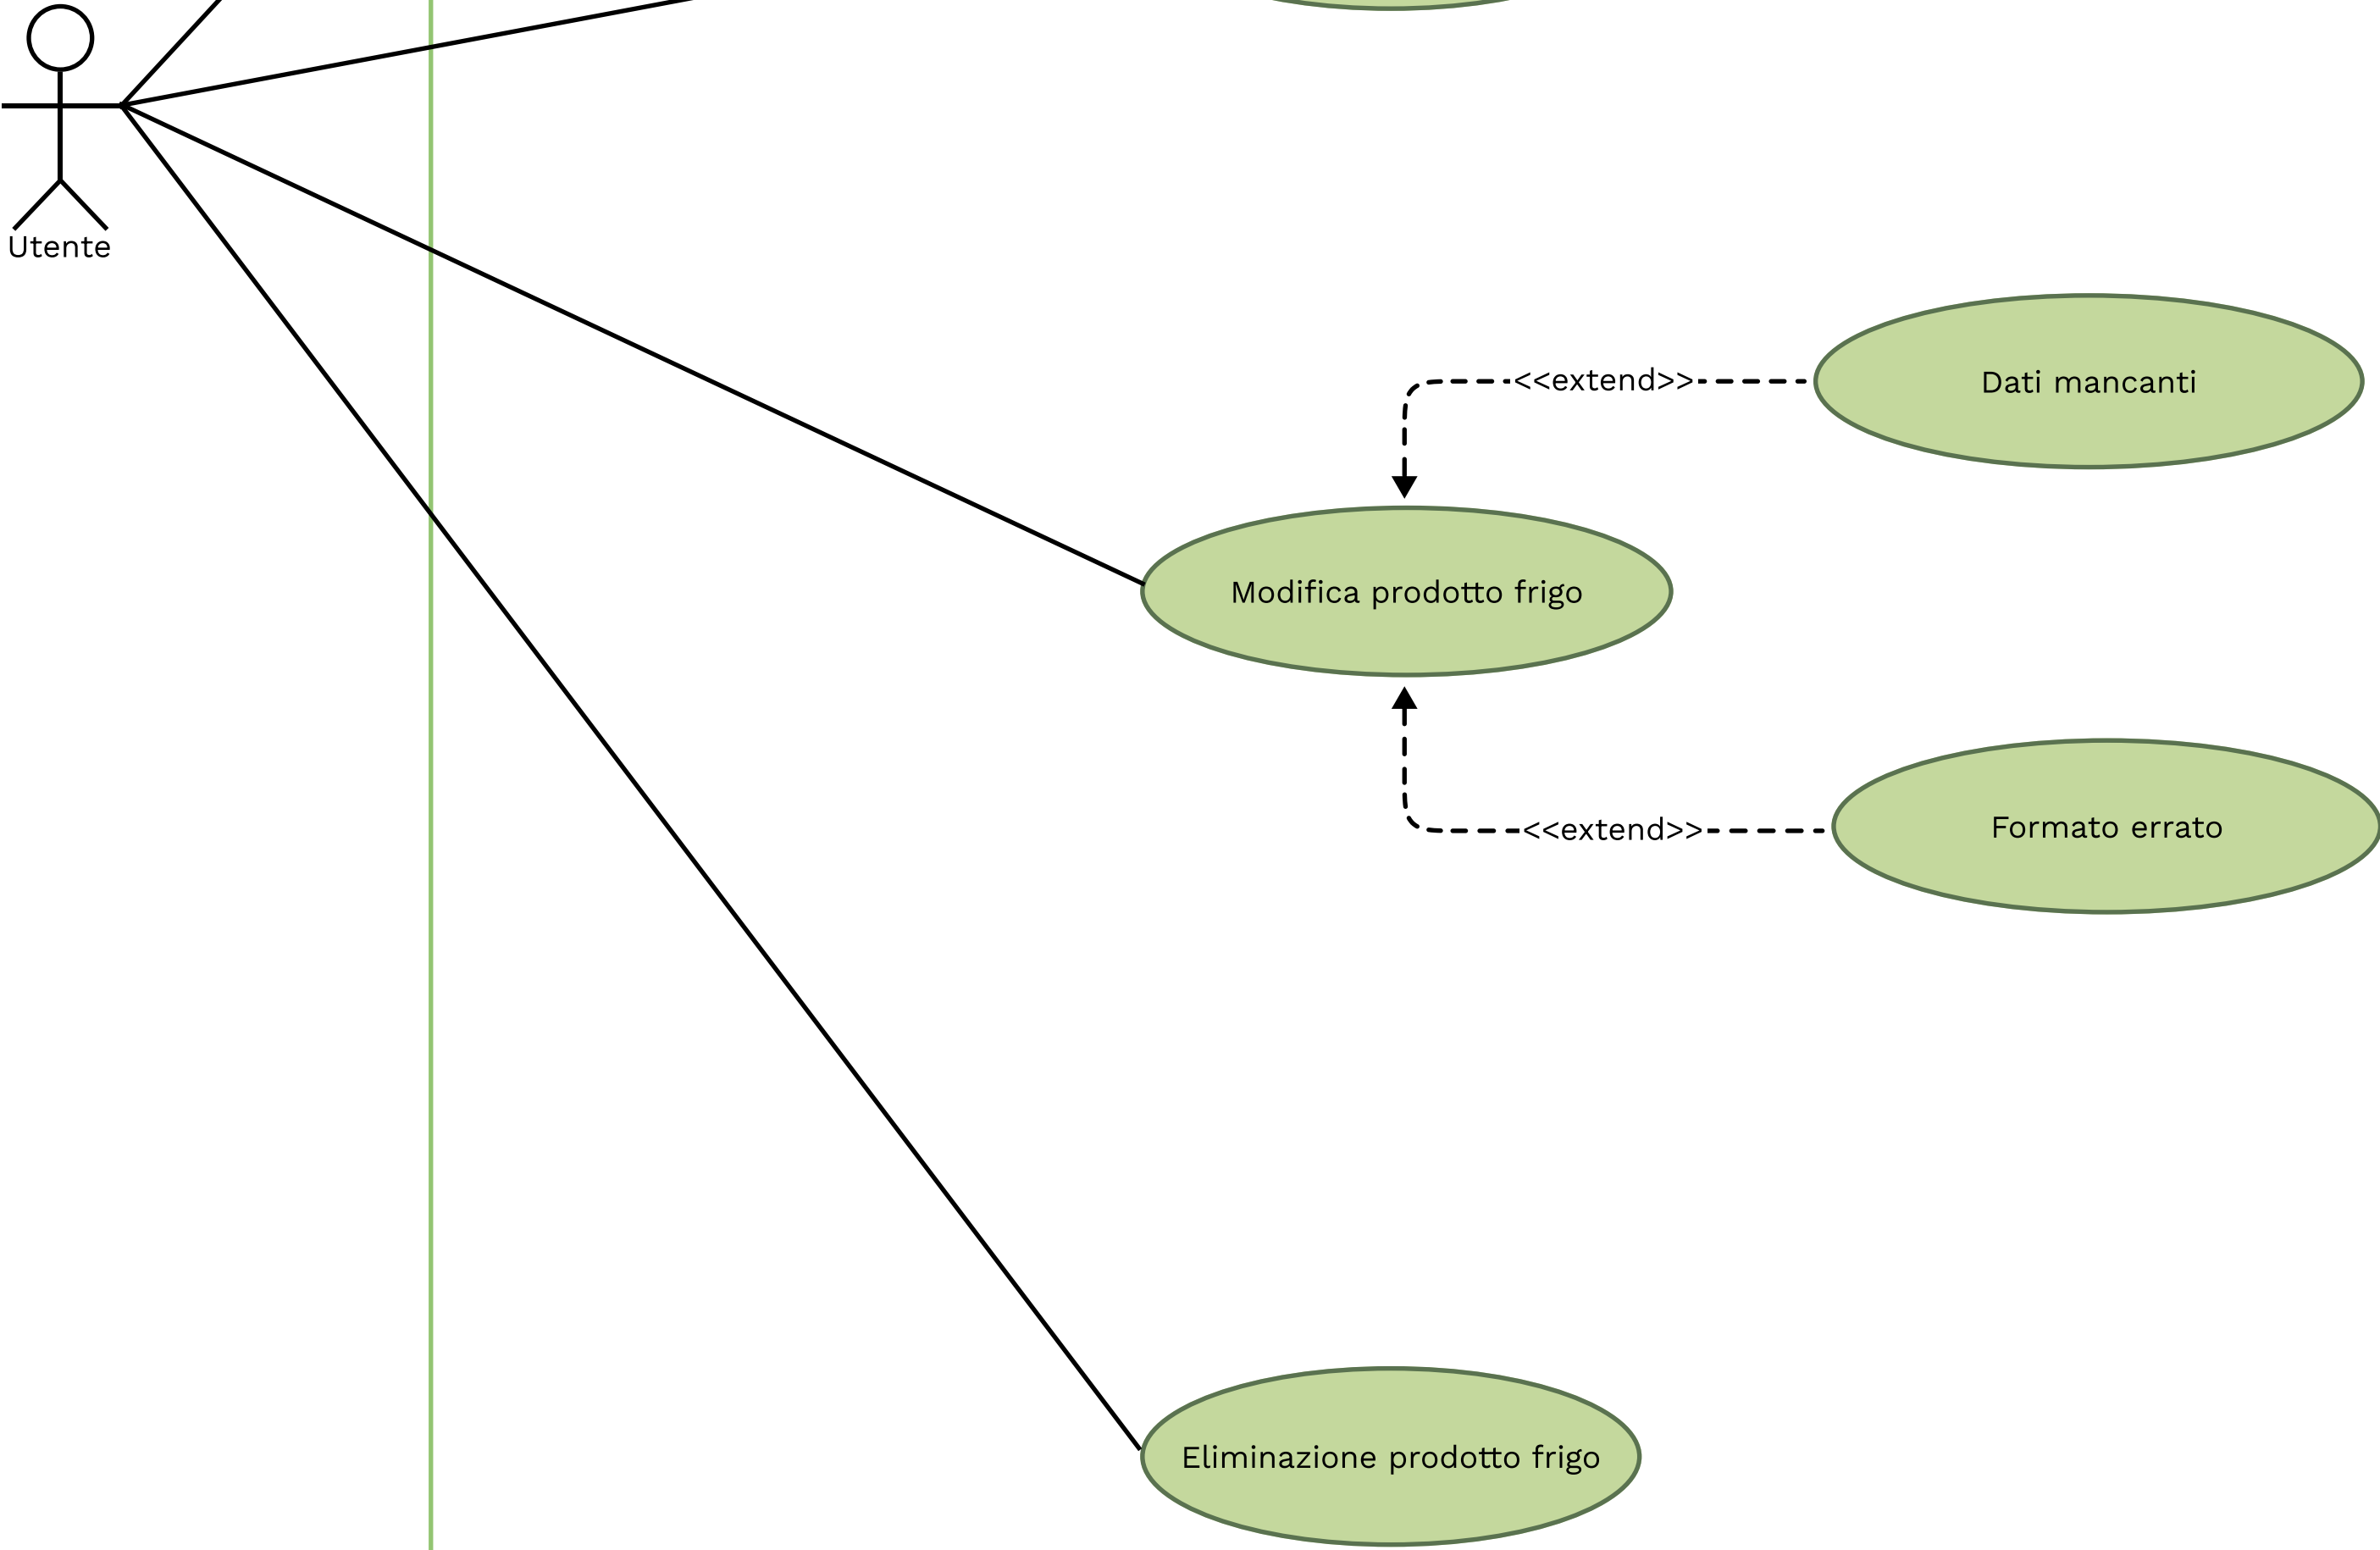 Utente
<<extend>>
Dati mancanti
Modifica prodotto frigo
<<extend>>
Formato errato
Eliminazione prodotto frigo